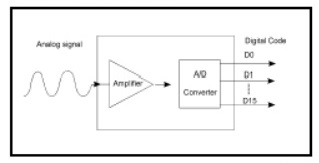 Analog signal
Digital Code
D0
Amplifier
A/D
Converter
D1
D15